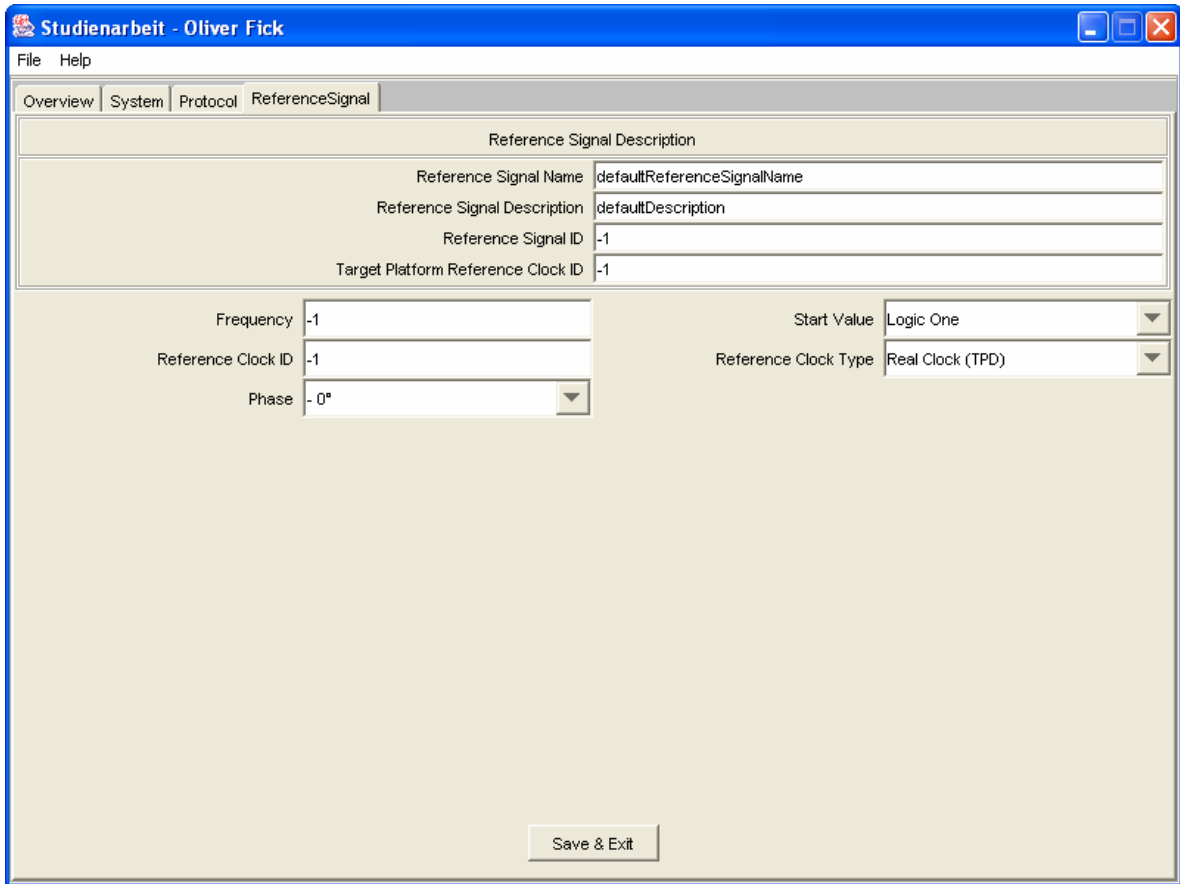 Studienarbeit - Oliver Fick
File Help
Overview System Protocol ReferenceSignal
Reference Signal Description
Reference Signal Name defaultReferenceSignalName
Reference Signal Description defaultDescription
Reference Signal ID -1
Target Platform Reference Clock ID -1
Frequency -1 Start Value Logic One
Reference Clock ID -1 Reference Clock Type Real Clock (TPD)
Phase - 0°
Save & Exit